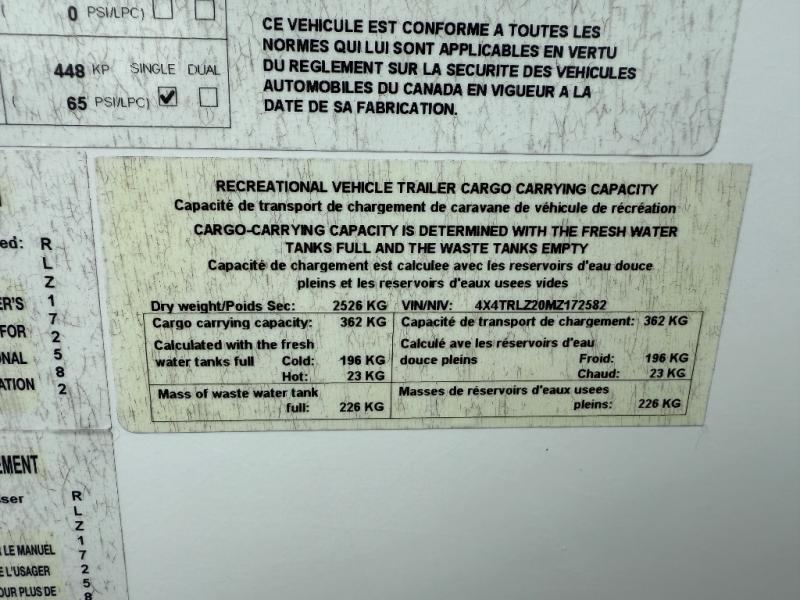 0 PSI/LPC)
448 KP SINGLE DUAL
65 PSI/LPC)
CE VEHICULE EST CONFORME A TOUTES LES
NORMES QUI LUI SONT APPLICABLES EN VERTU
DU REGLEMENT SUR LA SECURITE DES VEHICULES
AUTOMOBILES DU CANADA EN VIGUEUR A LA
DATE DE SA FABRICATION.
RECREATIONAL VEHICLE TRAILER CARGO CARRYING CAPACITY
Capacité de transport de chargement de caravane de véhicule de récréation
CARGO-CARRYING CAPACITY IS DETERMINED WITH THE FRESH WATER
TANKS FULL AND THE WASTE TANKS EMPTY
Capacité de chargement est calculee avec les reservoirs d'eau douce
pleins et les reservoirs d'eaux usees vides
Dry weight/Poids Sec: 2526 KG VIN/NIV: 4X4TRLZ20MZ172582
Cargo carrying capacity: 362 KG
Calculated with the fresh
water tanks full Cold: 196 KG
Hot: 23 KG
Mass of waste water tank
full: 226 KG
Capacité de transport de chargement: 362 KG
Calculé ave les réservoirs d'eau
douce pleins Froid: 196 KG
Chaud: 23 KG
Masses de réservoirs d'eaux usees
pleins: 226 KG
ed:
ER'S
FOR
NAL
ATION
R
L
Z
1
7
2
5
8
2
EMENT
ser
LE MANUEL
E L'USAGER
OUR PLUS DE
R
L
Z
1
7
2
5
8